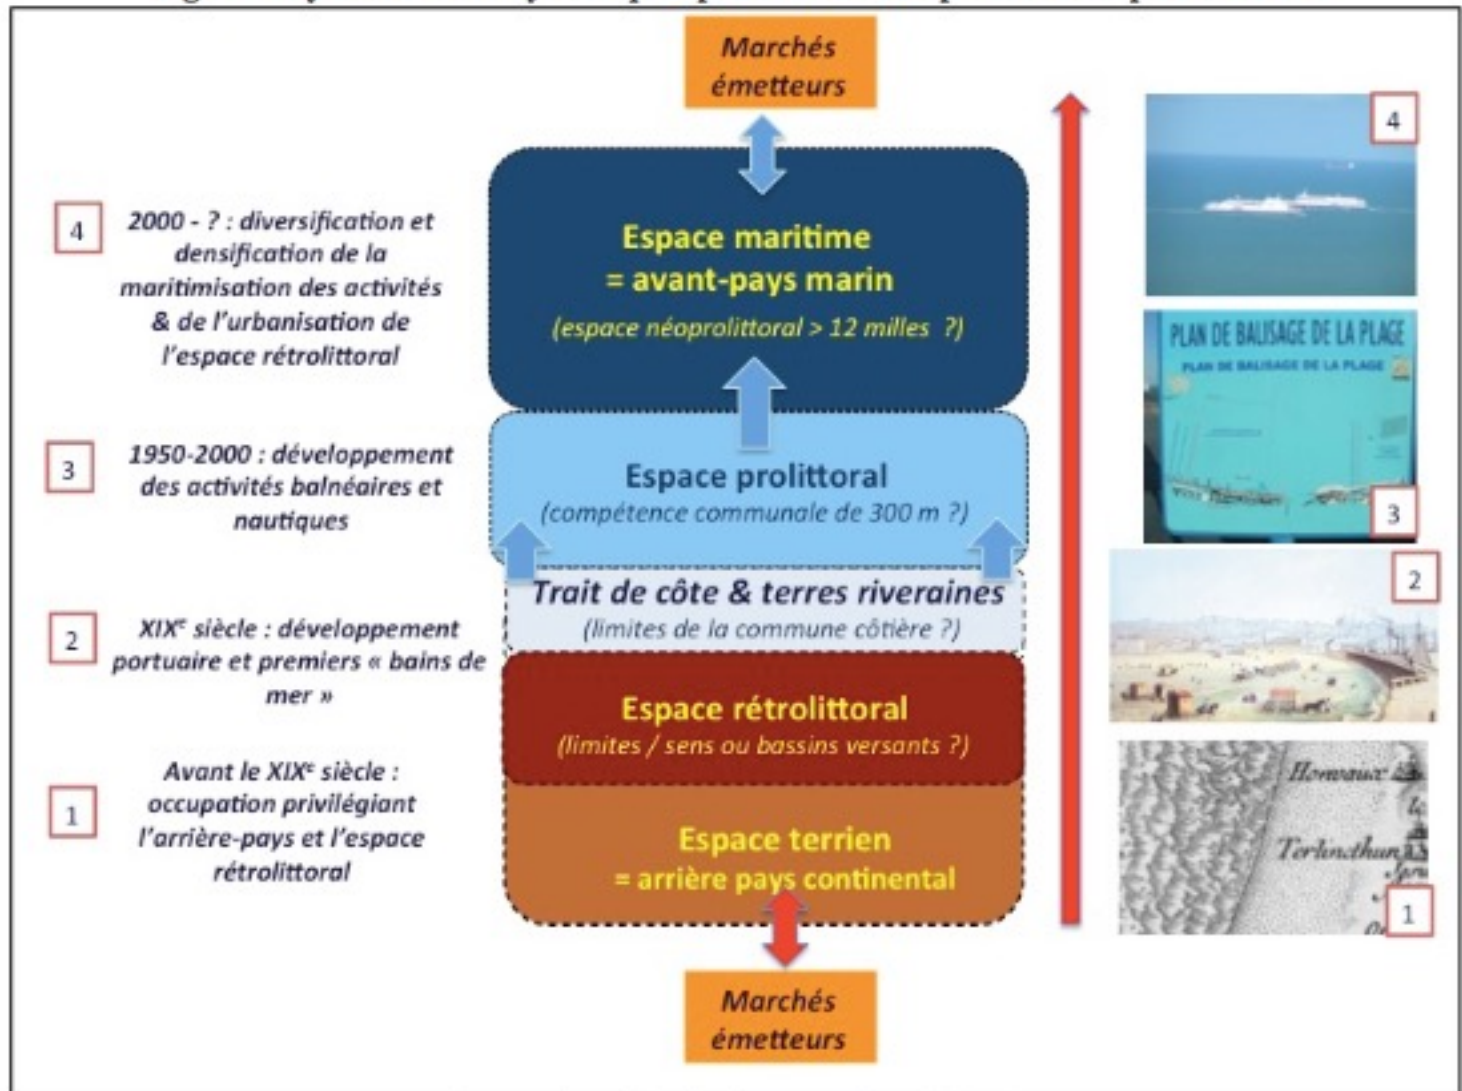 Marchés
émetteurs
4
2000 - ? : diversification et
densification de la
maritimisation des activités
& de l'urbanisation de
l'espace rétrolittoral
Espace maritime
= avant-pays marin
(espace néoprolittoral > 12 milles ?)
4
3
1950-2000 : développement
des activités balnéaires et
nautiques
Espace prolittoral
(compétence communale de 300 m ?)
PLAN DE BALISAGE DE LA PLAGE
PLAN DE BALISAGE DE LA PLAGE
3
2
XIXe siècle : développement
portuaire et premiers « bains de
mer »
Trait de côte & terres riveraines
(limites de la commune côtière ?)
2
Espace rétrolittoral
(limites / sens ou bassins versants ?)
1
Avant le XIXe siècle :
occupation privilégiant
l'arrière-pays et l'espace
rétrolittoral
Espace terrien
= arrière pays continental
Honvaux
Terlincthun
1
Marchés
émetteurs